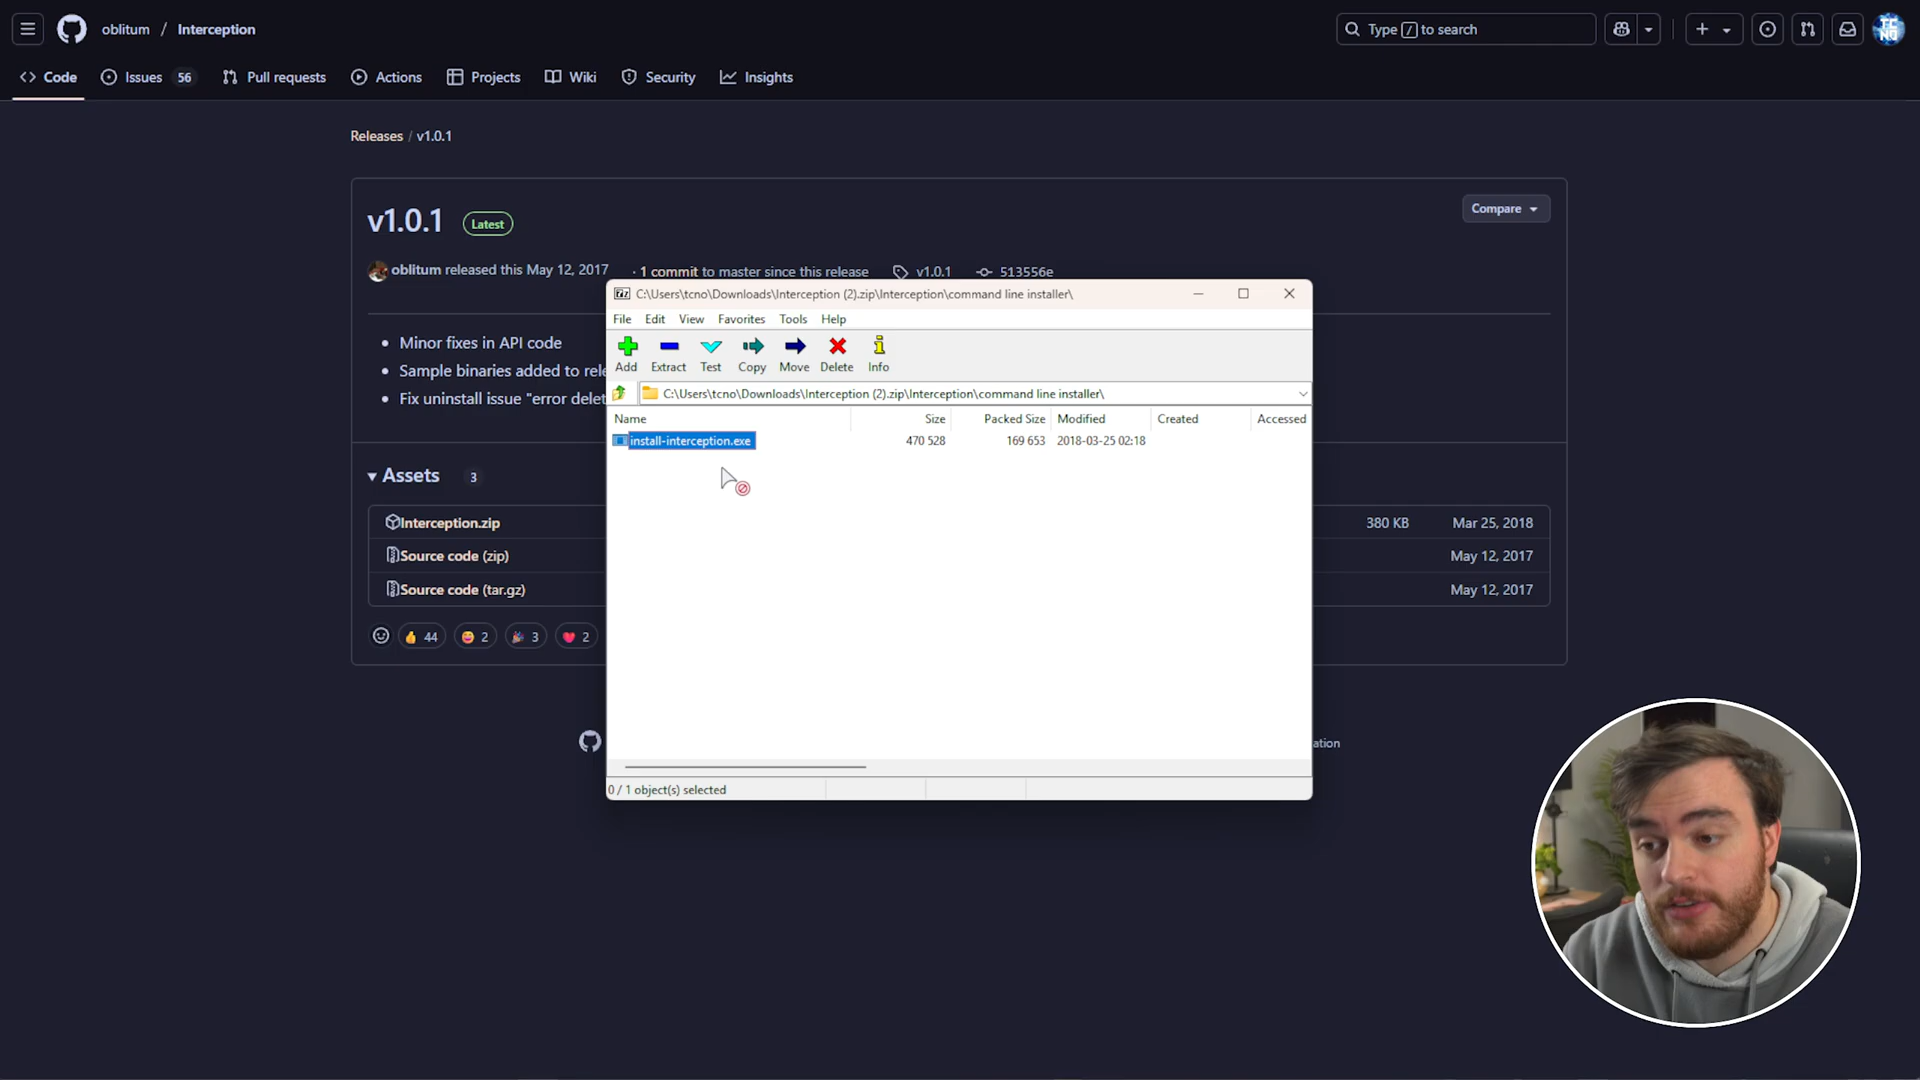 oblitum / Interception
Type / to search
Code
Issues 56
Pull requests
Actions
Projects
Wiki
Security
Insights
Releases / v1.0.1
v1.0.1
Latest
Compare
oblitum released this May 12, 2017
· 1 commit to master since this release
v1.0.1
513556e
Minor fixes in API code
Sample binaries added to rele
Fix uninstall issue "error delet
Assets 3
Interception.zip
380 KB
Mar 25, 2018
Source code (zip)
May 12, 2017
Source code (tar.gz)
May 12, 2017
44
2
3
2
ation
C:\Users\tcno\Downloads\Interception (2).zip\Interception\command line installer\
File Edit View Favorites Tools Help
Add Extract Test Copy Move Delete Info
C:\Users\tcno\Downloads\Interception (2).zip\Interception\command line installer\
Name Size Packed Size Modified Created Accessed
install-interception.exe 470 528 169 653 2018-03-25 02:18
0 / 1 object(s) selected